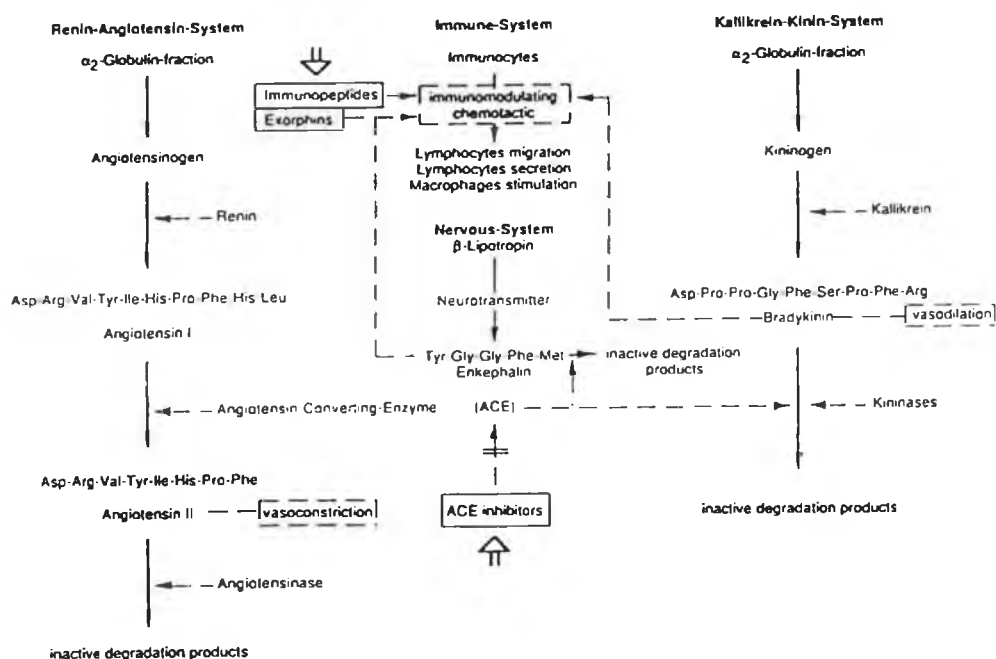 Renin-Angiotensin-System
α2-Globulin-fraction
Angiotensinogen
Renin
Asp-Arg-Val-Tyr-Ile-His-Pro-Phe His Leu
Angiotensin I
Angiotensin Converting-Enzyme (ACE)
Asp-Arg-Val-Tyr-Ile-His-Pro-Phe
Angiotensin II
vasoconstriction
Angiotensinase
inactive degradation products
Immune-System
Immunocytes
Immunopeptides
Exorphins
immunomodulating
chemotactic
Lymphocytes migration
Lymphocytes secretion
Macrophages stimulation
Nervous-System
β-Lipotropin
Neurotransmitter
Tyr Gly Gly Phe-Met
Enkephalin
inactive degradation
products
ACE inhibitors
Kallikrein-Kinin-System
α2-Globulin-fraction
Kininogen
Kallikrein
Asp-Pro-Pro-Gly Phe Ser-Pro-Phe-Arg
Bradykinin
vasodilation
Kininases
inactive degradation products